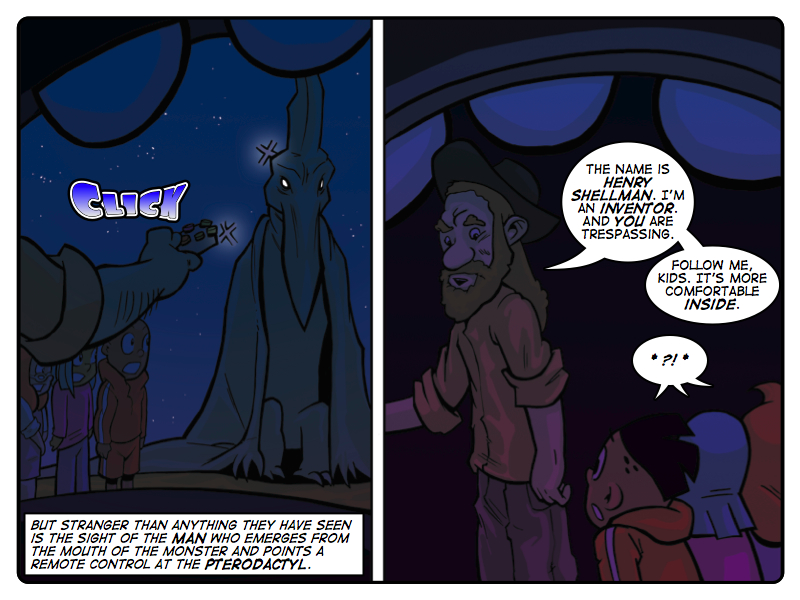 CLICK
BUT STRANGER THAN ANYTHING THEY HAVE SEEN
IS THE SIGHT OF THE MAN WHO EMERGES FROM
THE MOUTH OF THE MONSTER AND POINTS A
REMOTE CONTROL AT THE PTERODACTYL.
THE NAME IS
HENRY
SHELLMAN. I'M
AN INVENTOR.
AND YOU ARE
TRESPASSING.
FOLLOW ME,
KIDS. IT'S MORE
COMFORTABLE
INSIDE.
* ?! *